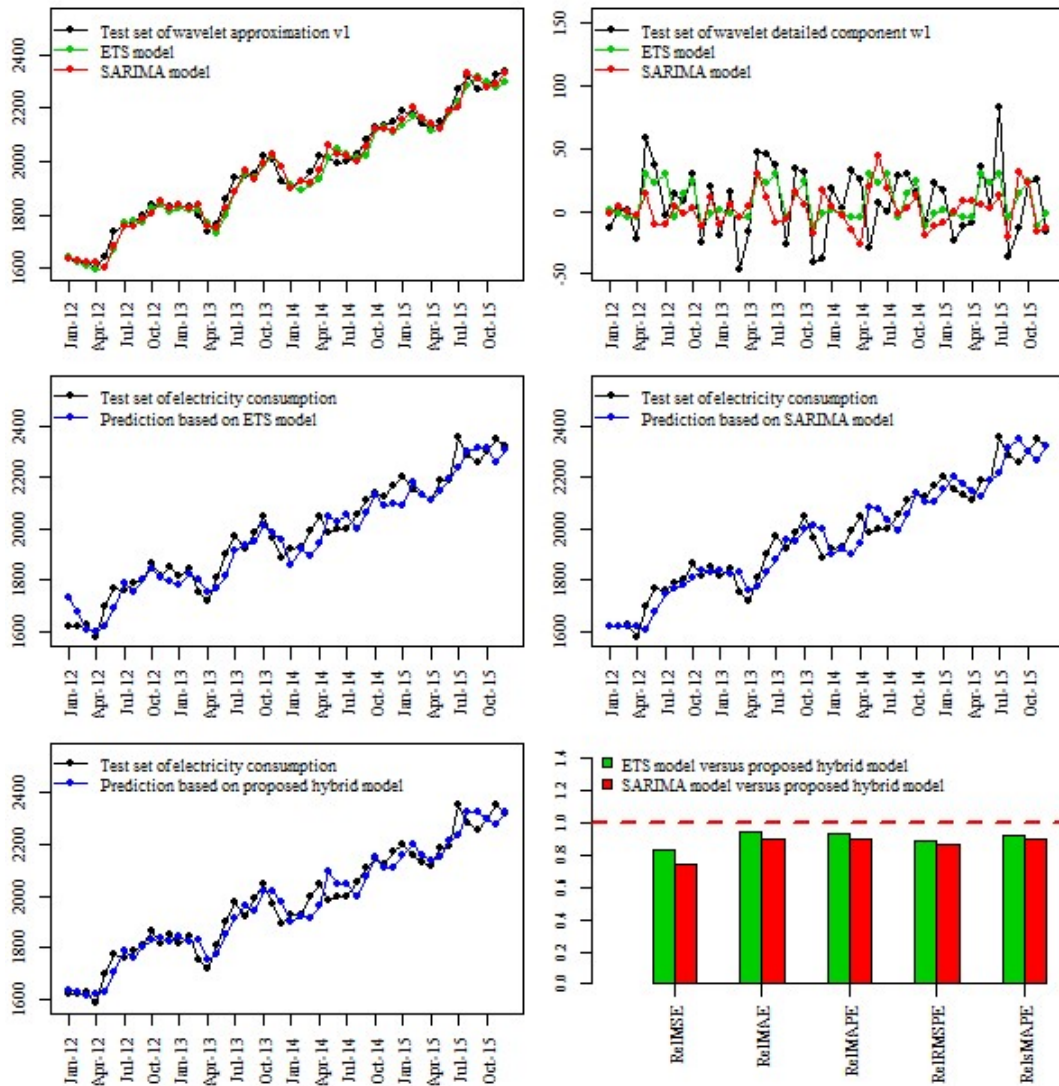 Test set of wavelet approximation v1
ETS model
SARIMA model
2400
2200
2000
1800
1600
Jan- 12
Apr- 12
Jul- 12
Oct- 12
Jan- 13
Apr- 13
Jul- 13
Oct- 13
Jan- 14
Apr- 14
Jul- 14
Oct- 14
Jan- 15
Apr- 15
Jul- 15
Oct- 15
Test set of wavelet detailed component w1
ETS model
SARIMA model
150
100
50
0
-50
Jan- 12
Apr- 12
Jul- 12
Oct- 12
Jan- 13
Apr- 13
Jul- 13
Oct- 13
Jan- 14
Apr- 14
Jul- 14
Oct- 14
Jan- 15
Apr- 15
Jul- 15
Oct- 15
Test set of electricity consumption
Prediction based on ETS model
2400
2200
2000
1800
1600
Jan- 12
Apr- 12
Jul- 12
Oct- 12
Jan- 13
Apr- 13
Jul- 13
Oct- 13
Jan- 14
Apr- 14
Jul- 14
Oct- 14
Jan- 15
Apr- 15
Jul- 15
Oct- 15
Test set of electricity consumption
Prediction based on SARIMA model
2400
2200
2000
1800
1600
Jan- 12
Apr- 12
Jul- 12
Oct- 12
Jan- 13
Apr- 13
Jul- 13
Oct- 13
Jan- 14
Apr- 14
Jul- 14
Oct- 14
Jan- 15
Apr- 15
Jul- 15
Oct- 15
Test set of electricity consumption
Prediction based on proposed hybrid model
2400
2200
2000
1800
1600
Jan- 12
Apr- 12
Jul- 12
Oct- 12
Jan- 13
Apr- 13
Jul- 13
Oct- 13
Jan- 14
Apr- 14
Jul- 14
Oct- 14
Jan- 15
Apr- 15
Jul- 15
Oct- 15
ETS model versus proposed hybrid model
SARIMA model versus proposed hybrid model
1.4
1.2
1.0
0.8
0.6
0.4
0.2
0.0
RelMSE
RelMAE
RelMAPE
RelRMSPE
RelsMAPE